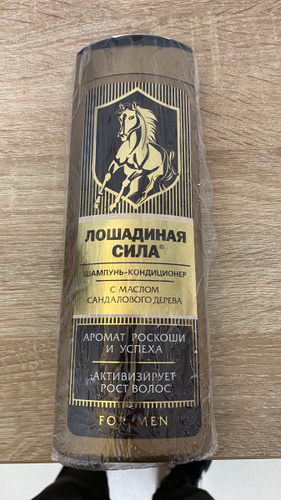 ЛОШАДИНАЯ
СИЛА®
ШАМПУНЬ-КОНДИЦИОНЕР
С МАСЛОМ
САНДАЛОВОГО ДЕРЕВА
АРОМАТ РОСКОШИ
И УСПЕХА
АКТИВИЗИРУЕТ
РОСТ ВОЛОС
FOR MEN